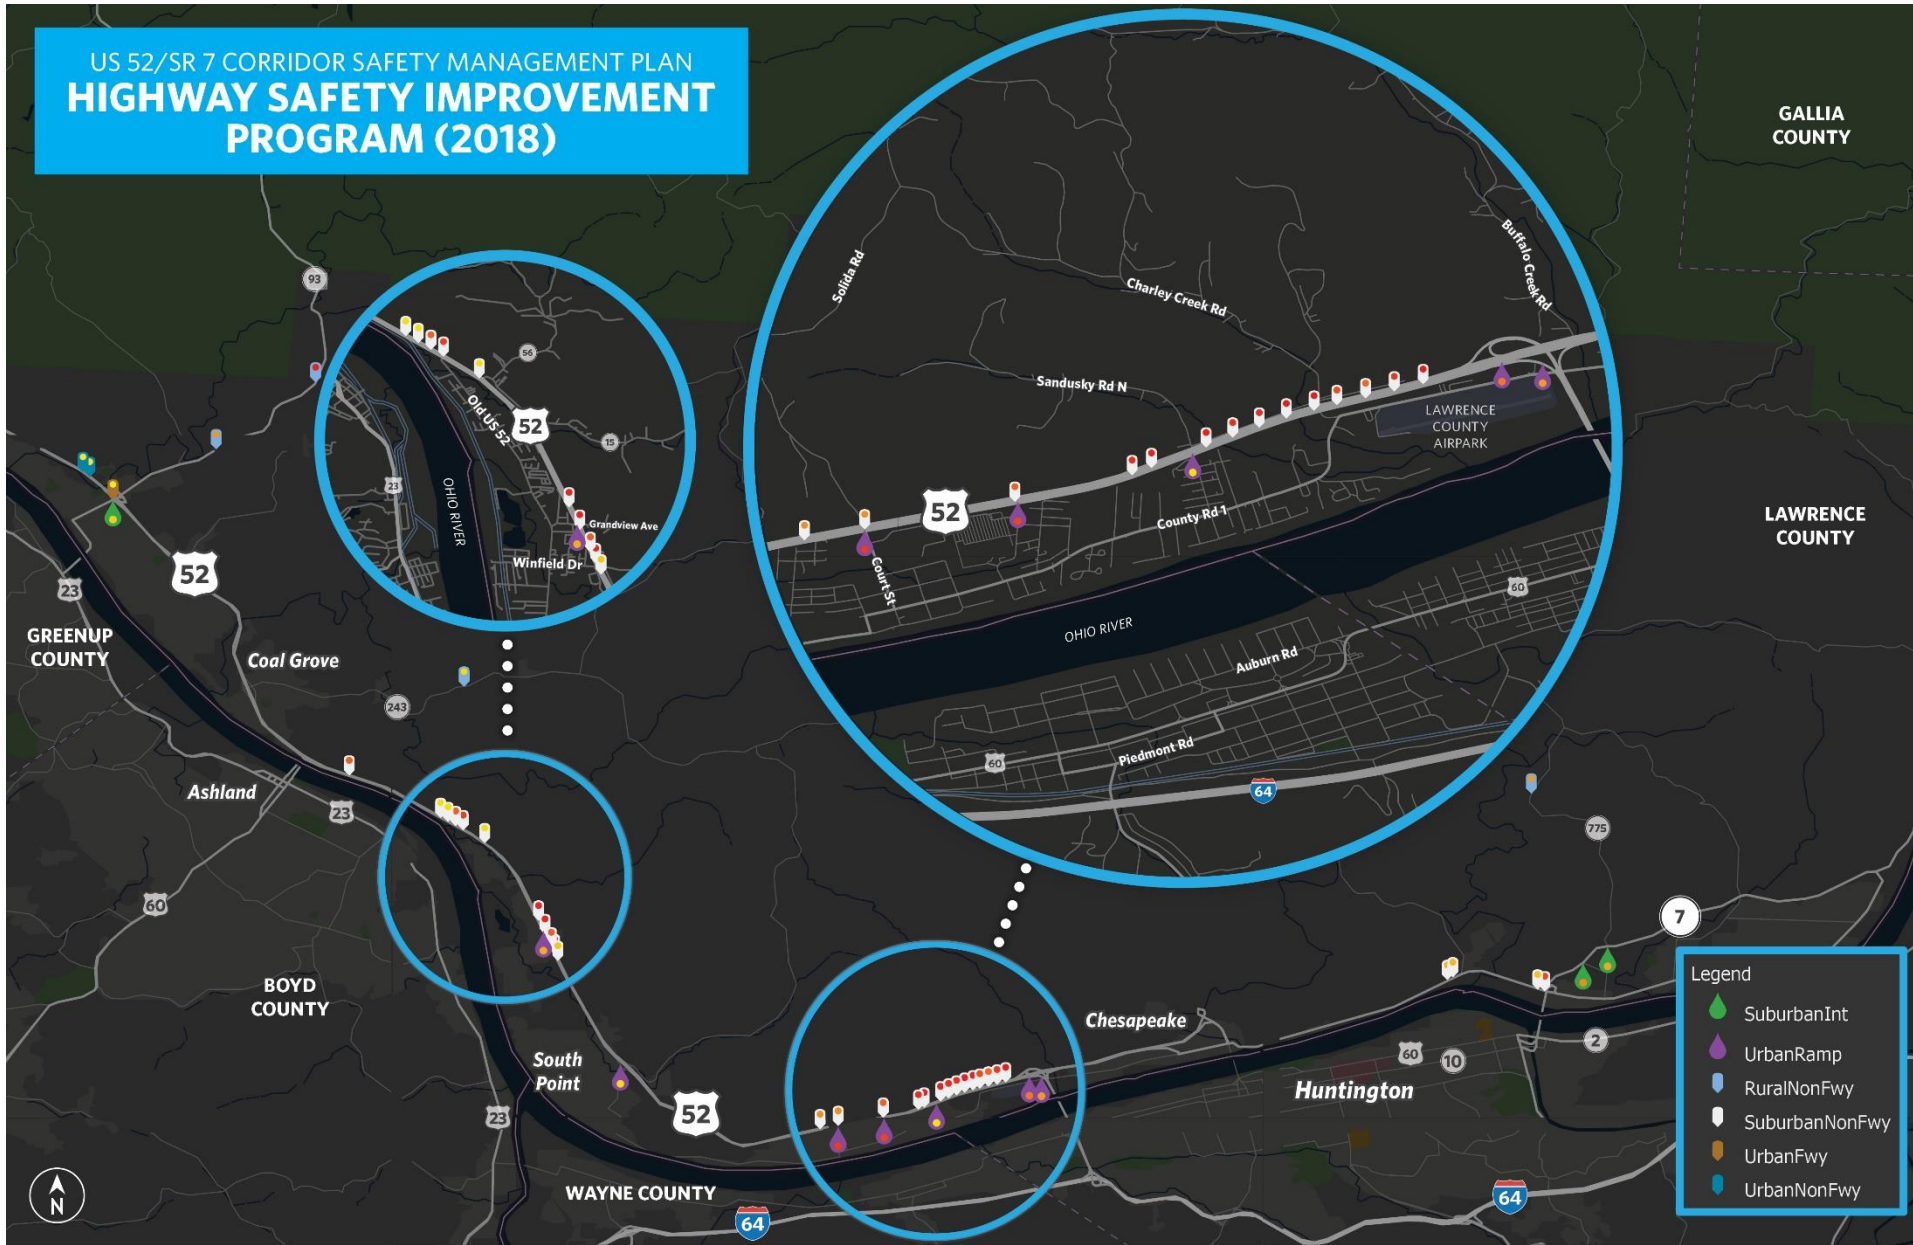 US 52/SR 7 CORRIDOR SAFETY MANAGEMENT PLAN
HIGHWAY SAFETY IMPROVEMENT
PROGRAM (2018)
GALLIA
COUNTY
93
Solida Rd
Charley Creek Rd
Buffalo Creek Rd
Sandusky Rd N
LAWRENCE
COUNTY
AIRPARK
52
County Rd 1
Court St
OHIO RIVER
60
Auburn Rd
Piedmont Rd
60
64
56
Old US 52
52
15
23
OHIO RIVER
Grandview Ave
Winfield Dr
LAWRENCE
COUNTY
52
23
GREENUP
COUNTY
Coal Grove
243
Ashland
23
60
775
7
BOYD
COUNTY
South
Point
52
23
Chesapeake
60
10
2
Huntington
WAYNE COUNTY
64
64
N
Legend
SuburbanInt
UrbanRamp
RuralNonFwy
SuburbanNonFwy
UrbanFwy
UrbanNonFwy